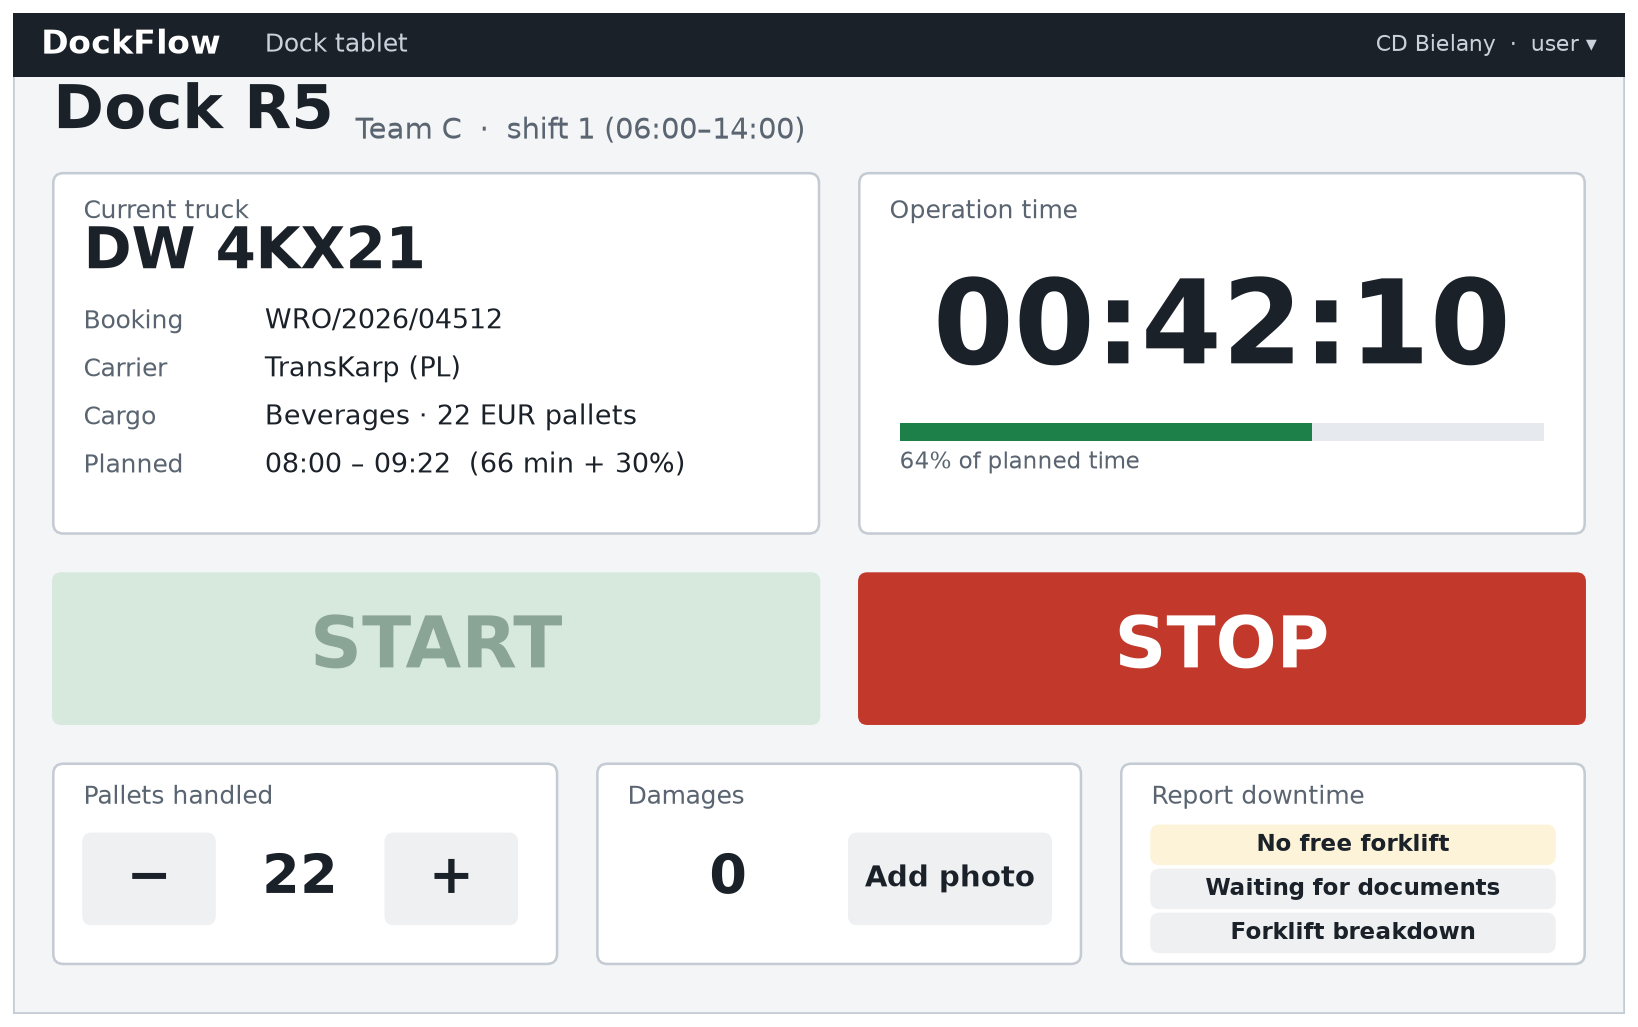 DockFlow Dock tablet CD Bielany · user ▾
Dock R5 Team C · shift 1 (06:00–14:00)
Current truck
DW 4KX21
Booking WRO/2026/04512
Carrier TransKarp (PL)
Cargo Beverages · 22 EUR pallets
Planned 08:00 – 09:22 (66 min + 30%)
Operation time
00:42:10
64% of planned time
START
STOP
Pallets handled
− 22 +
Damages
0 Add photo
Report downtime
No free forklift
Waiting for documents
Forklift breakdown